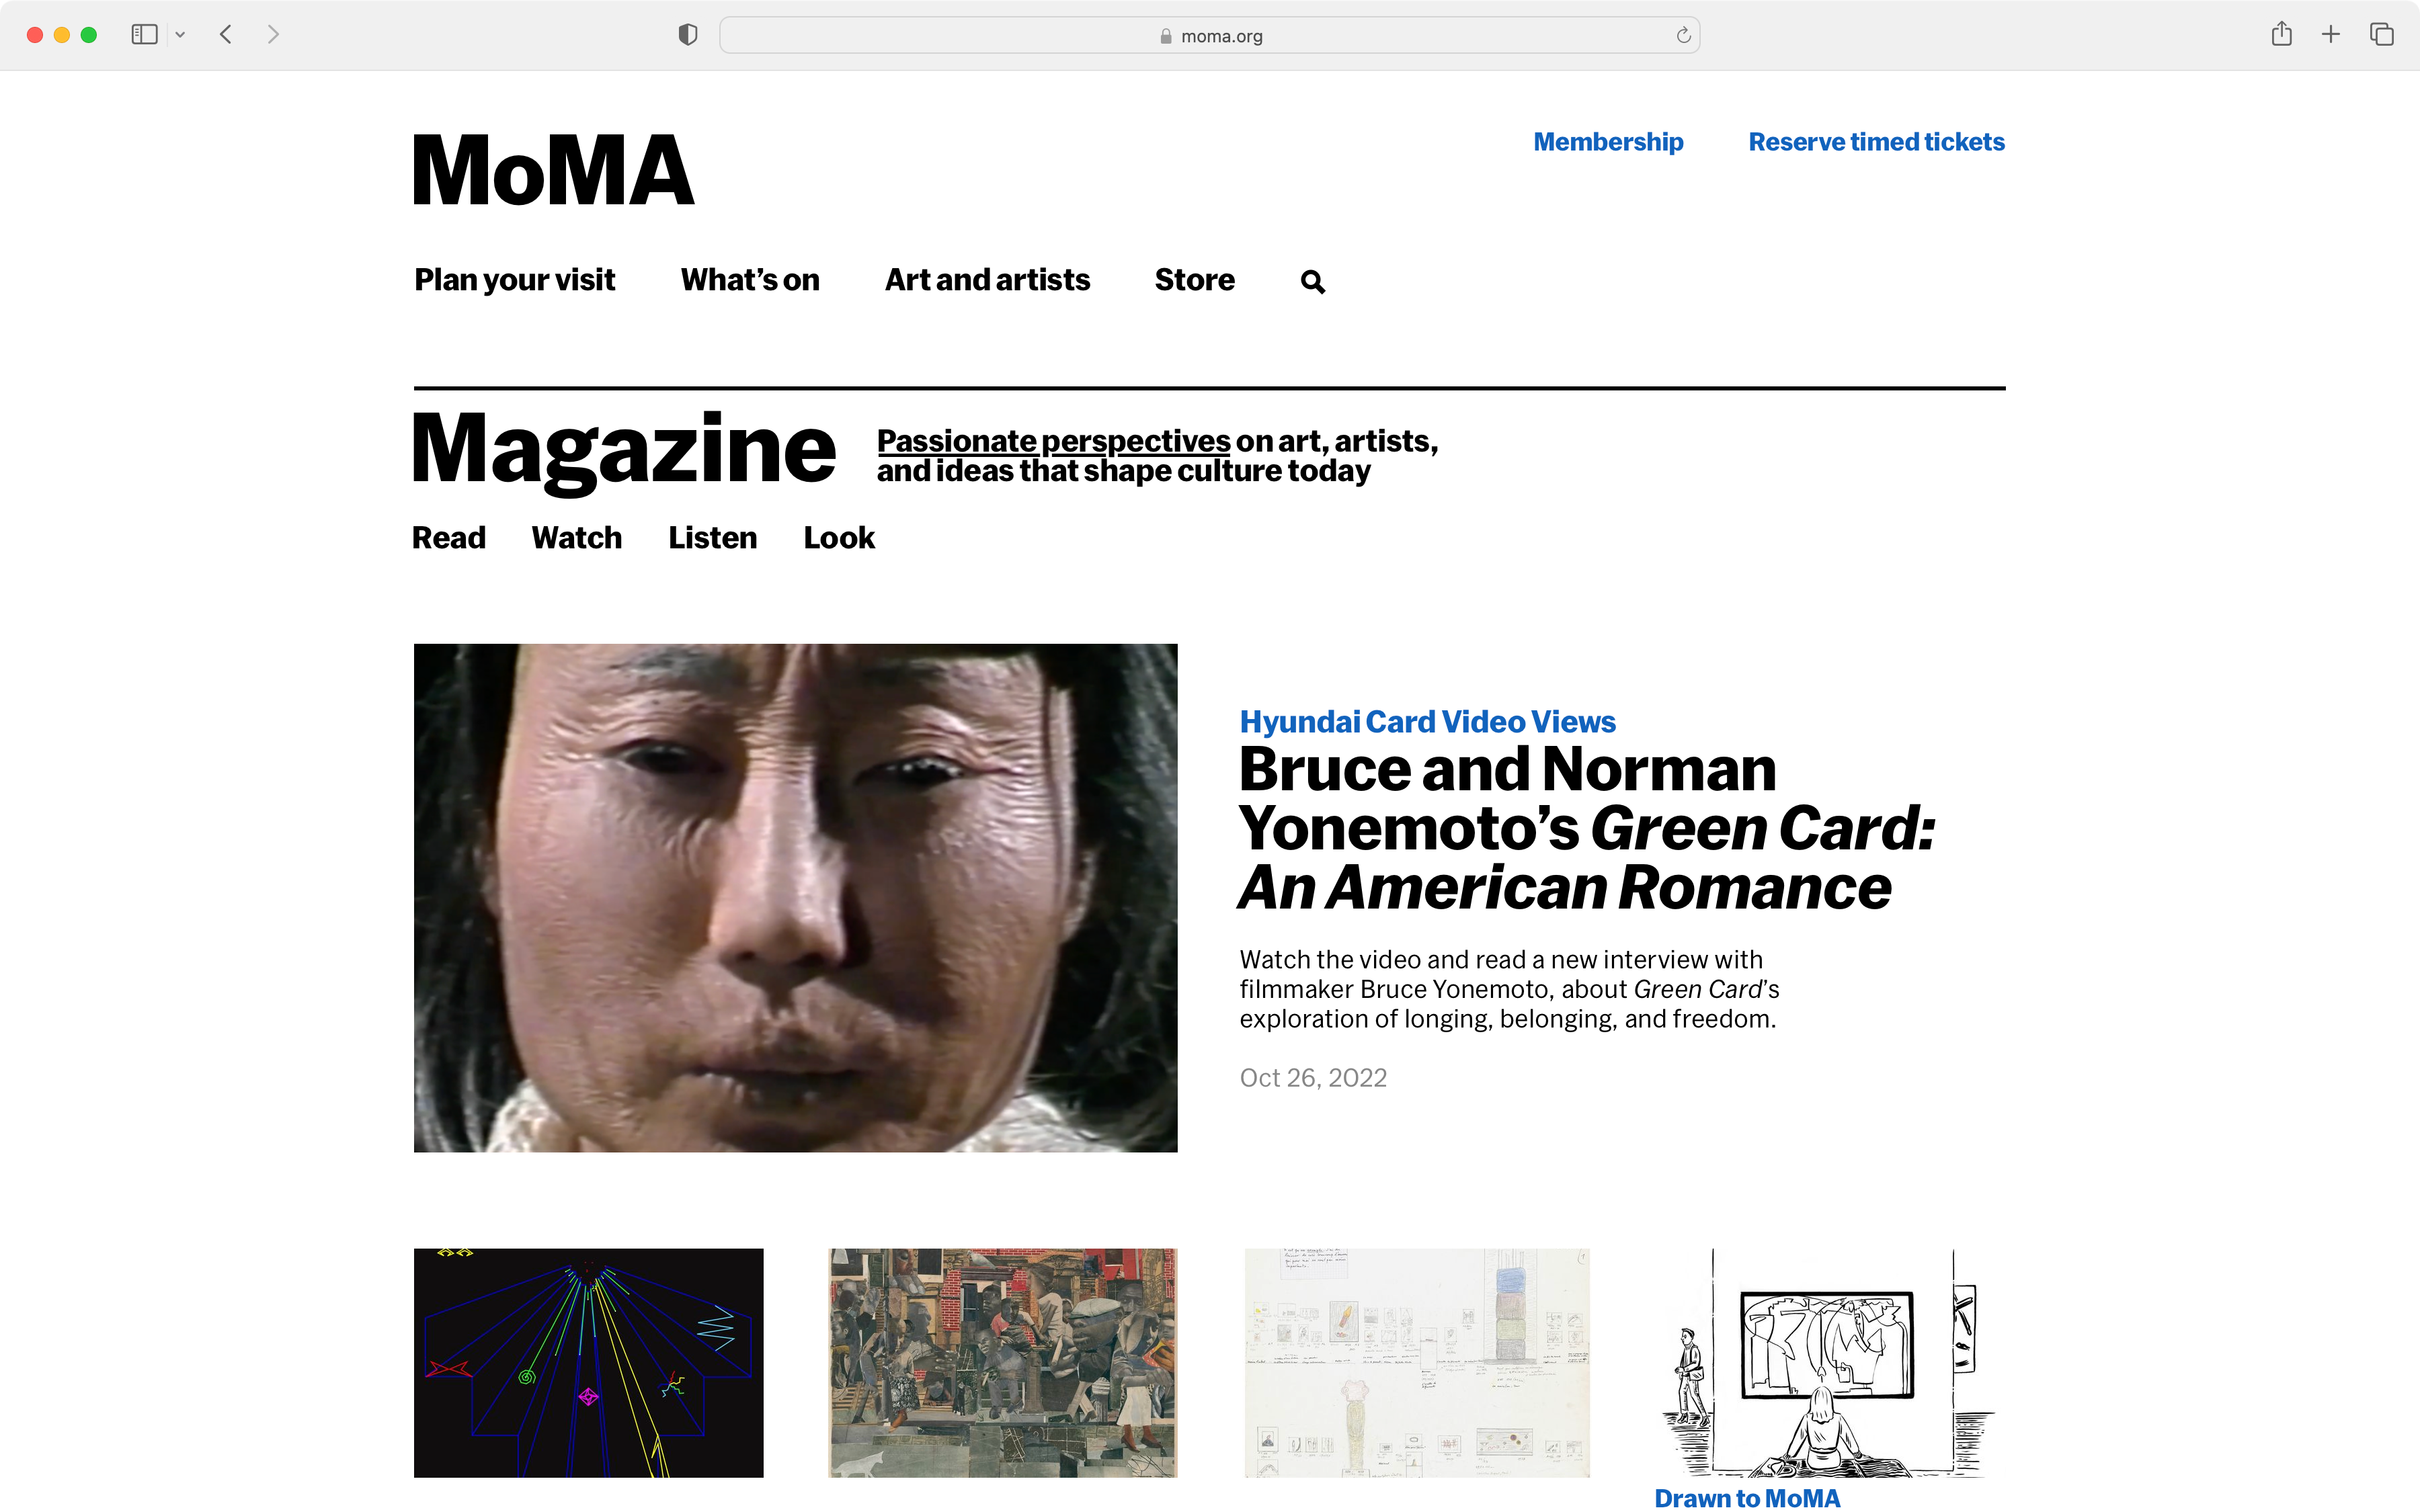 moma.org
MoMA
Membership
Reserve timed tickets
Plan your visit
What’s on
Art and artists
Store
Magazine
Passionate perspectives on art, artists,
and ideas that shape culture today
Read
Watch
Listen
Look
Hyundai Card Video Views
Bruce and Norman
Yonemoto’s Green Card:
An American Romance
Watch the video and read a new interview with
filmmaker Bruce Yonemoto, about Green Card’s
exploration of longing, belonging, and freedom.
Oct 26, 2022
Drawn to MoMA